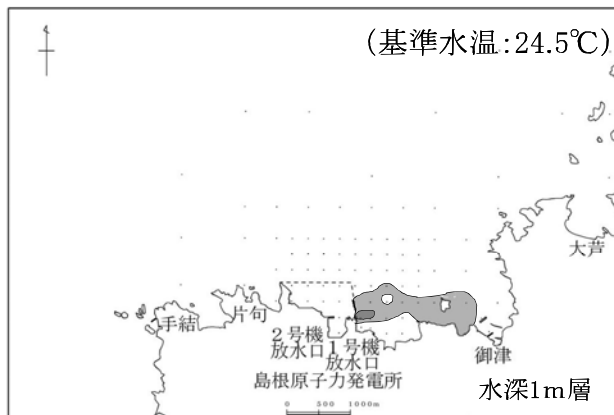 (基準水温:24.5℃)
大芦
手結
片句
2号機
放水口
1号機
放水口
御津
島根原子力発電所
水深1m層
0 500 1000m